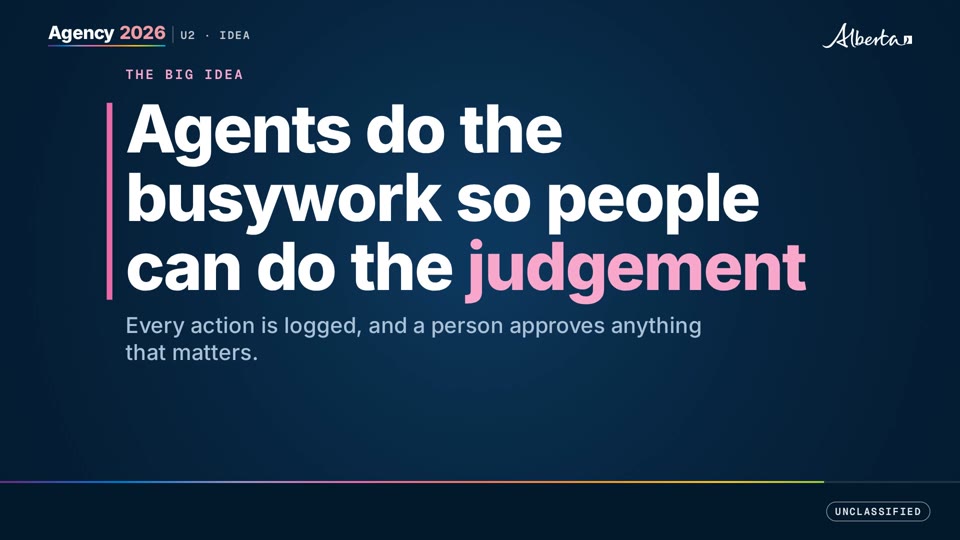 Agency 2026 | U2 · IDEA
Alberta
THE BIG IDEA
Agents do the
busywork so people
can do the judgement
Every action is logged, and a person approves anything
that matters.
UNCLASSIFIED